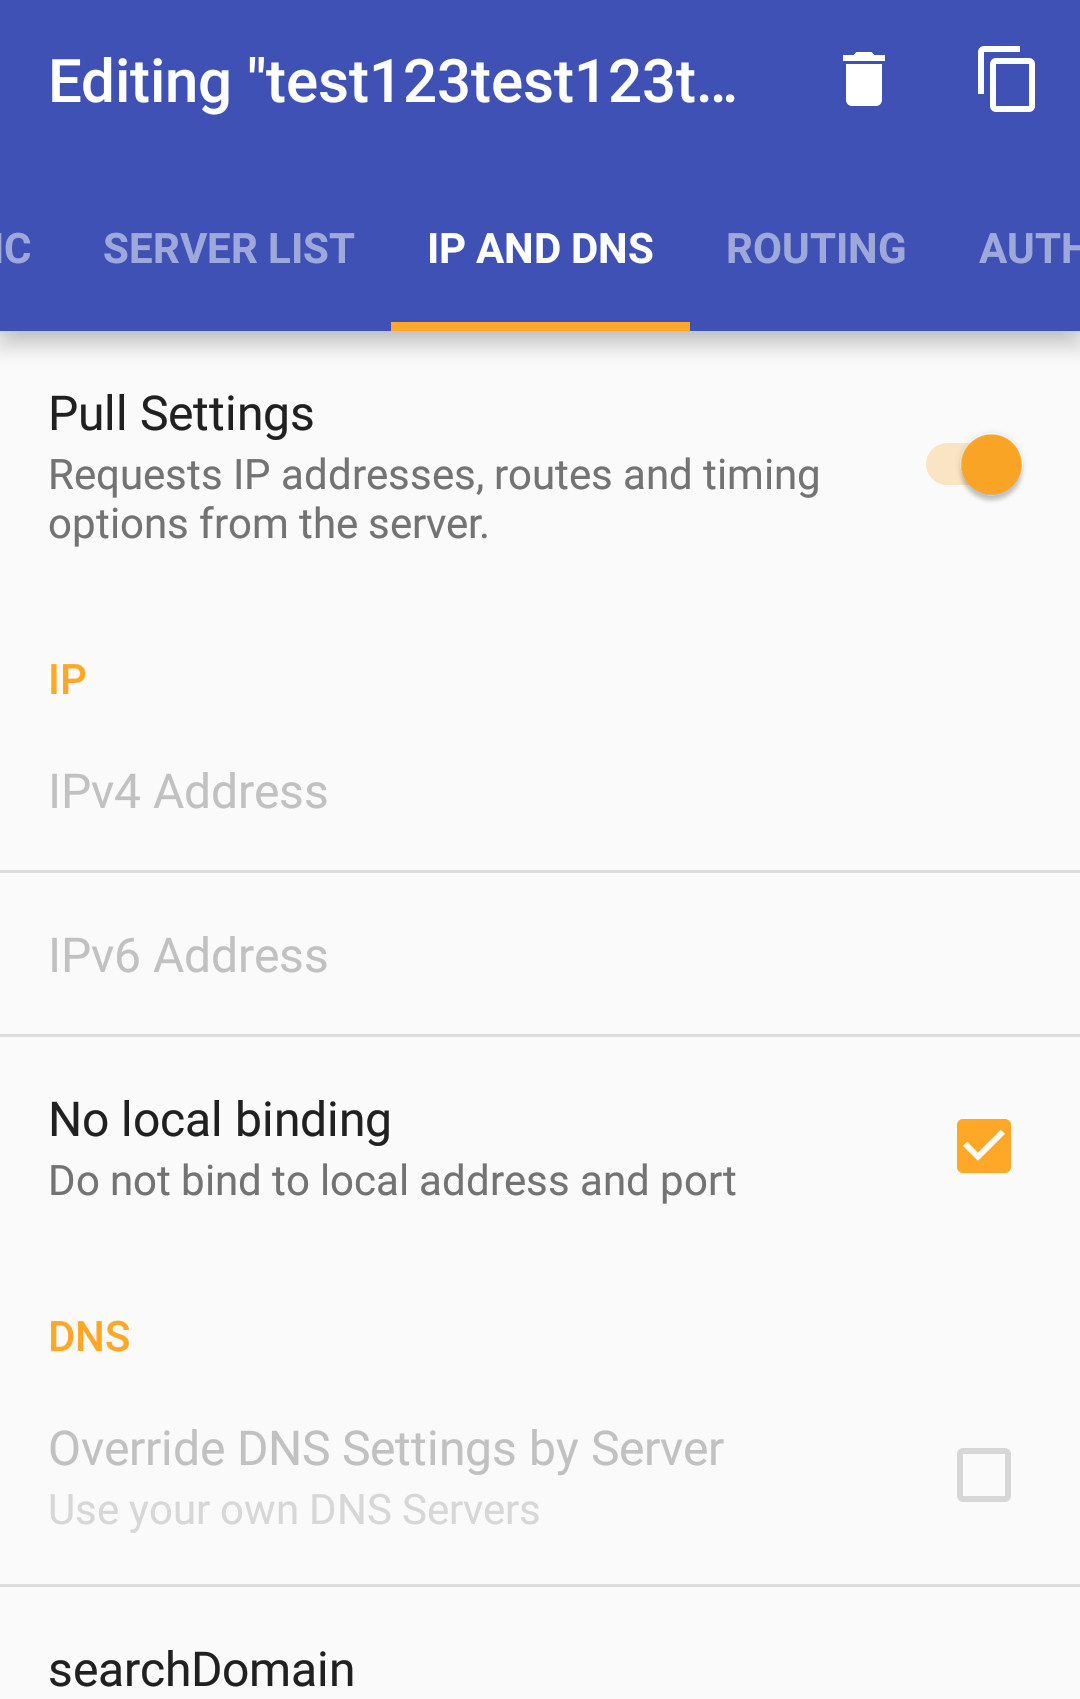 Editing "test123test123t…
IC SERVER LIST IP AND DNS ROUTING AUTH
Pull Settings
Requests IP addresses, routes and timing
options from the server.
IP
IPv4 Address
IPv6 Address
No local binding
Do not bind to local address and port
DNS
Override DNS Settings by Server
Use your own DNS Servers
searchDomain